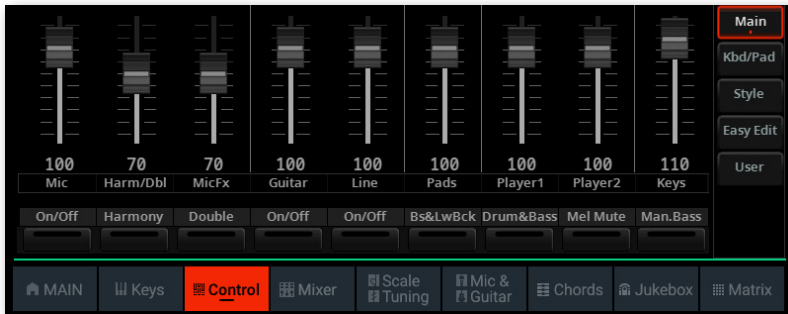 Main
Kbd/Pad
Style
Easy Edit
User
100 70 70 100 100 100 100 100 110
Mic Harm/Dbl MicFx Guitar Line Pads Player1 Player2 Keys
On/Off Harmony Double On/Off On/Off Bs&LwBck Drum&Bass Mel Mute Man.Bass
MAIN Keys Control Mixer Scale Tuning Mic & Guitar Chords Jukebox Matrix